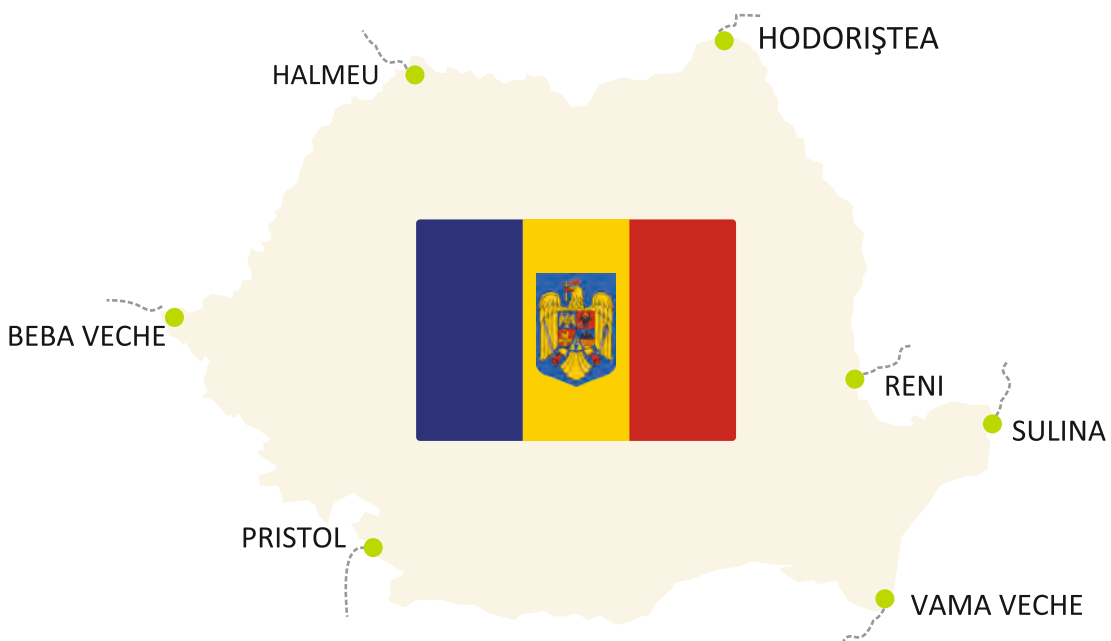 HODORIŞTEA
HALMEU
BEBA VECHE
RENI
SULINA
PRISTOL
VAMA VECHE